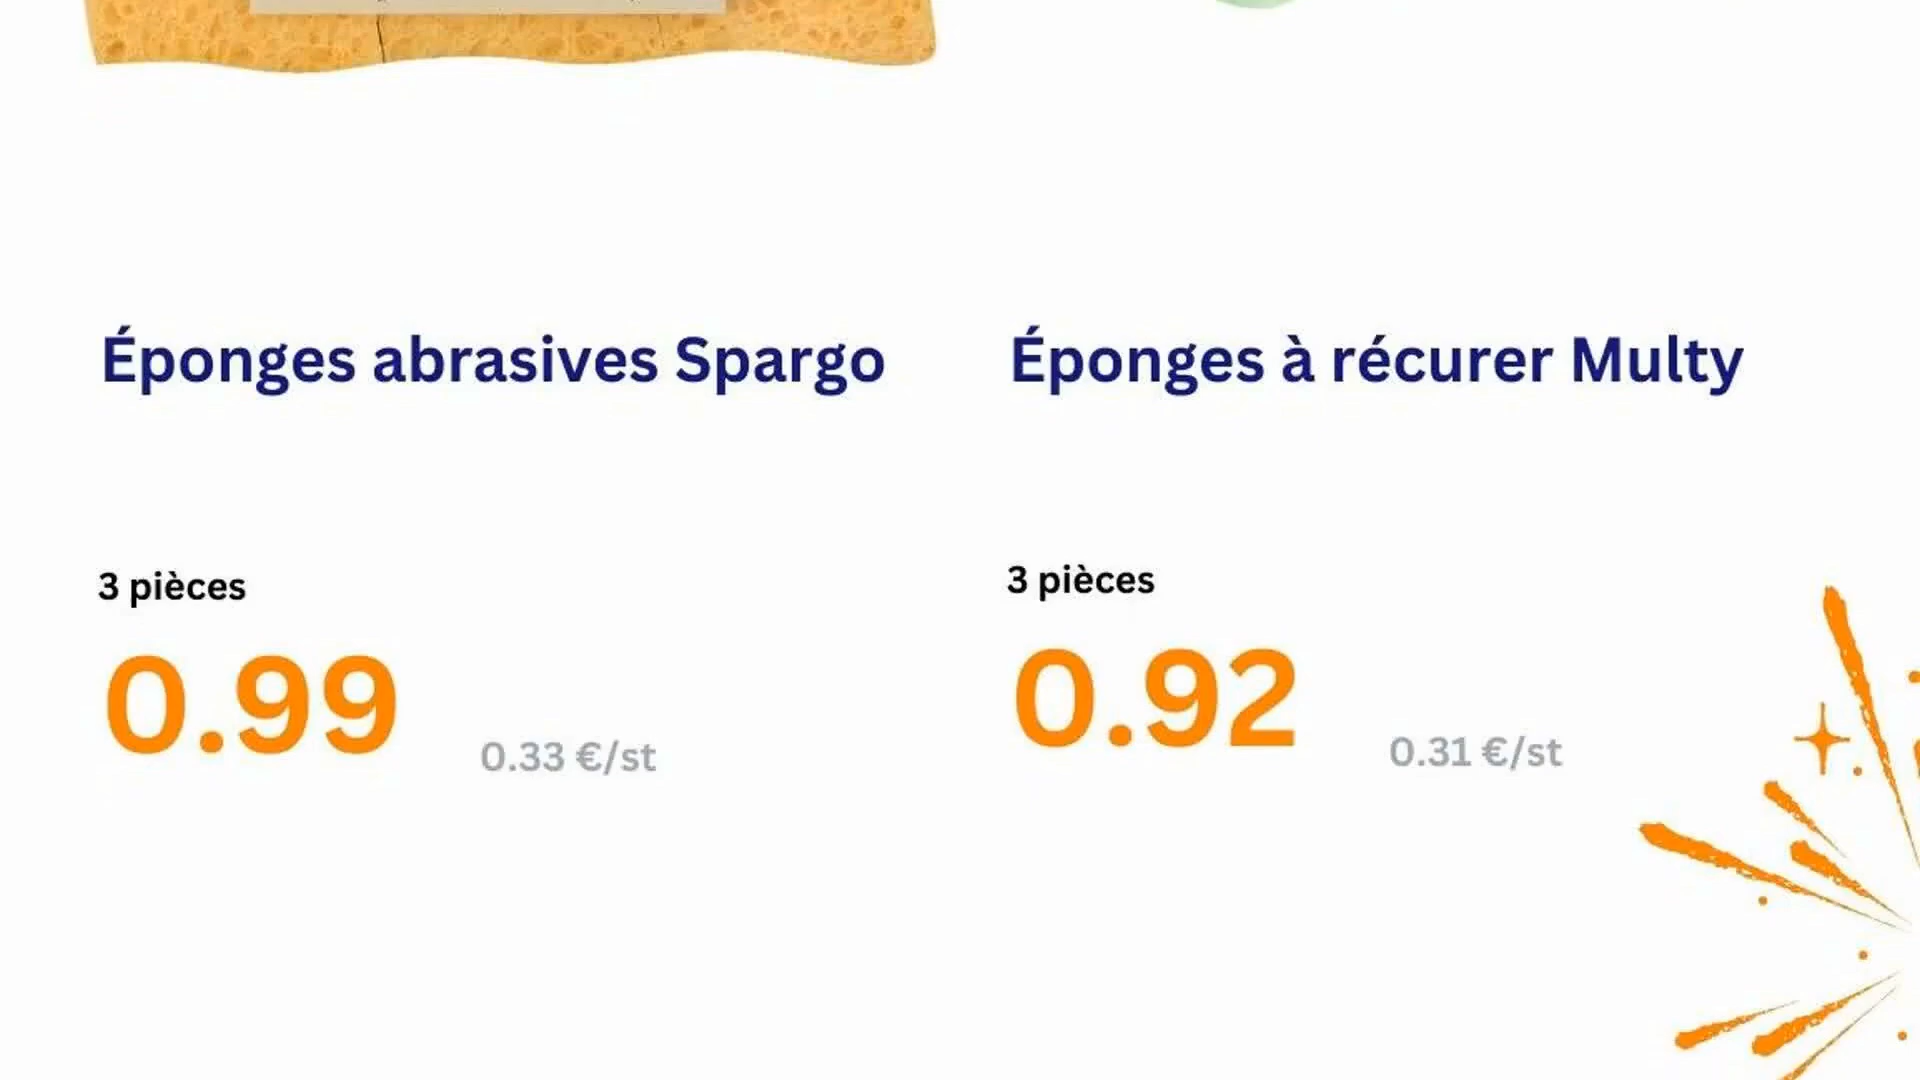 Éponges abrasives Spargo
3 pièces
0.99
0.33 €/st
Éponges à récurer Multy
3 pièces
0.92
0.31 €/st